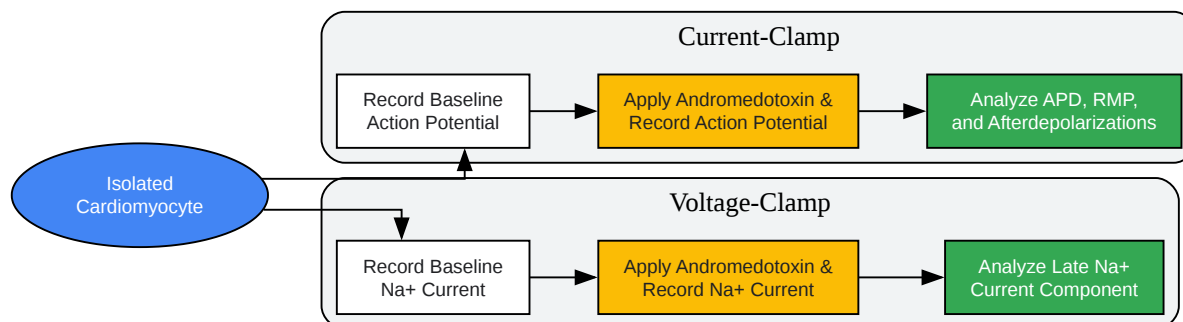 Current-Clamp
Record Baseline
Action Potential
Apply Andromedotoxin &
Record Action Potential
Analyze APD, RMP,
and Afterdepolarizations
Isolated
Cardiomyocyte
Voltage-Clamp
Record Baseline
Na+ Current
Apply Andromedotoxin &
Record Na+ Current
Analyze Late Na+
Current Component